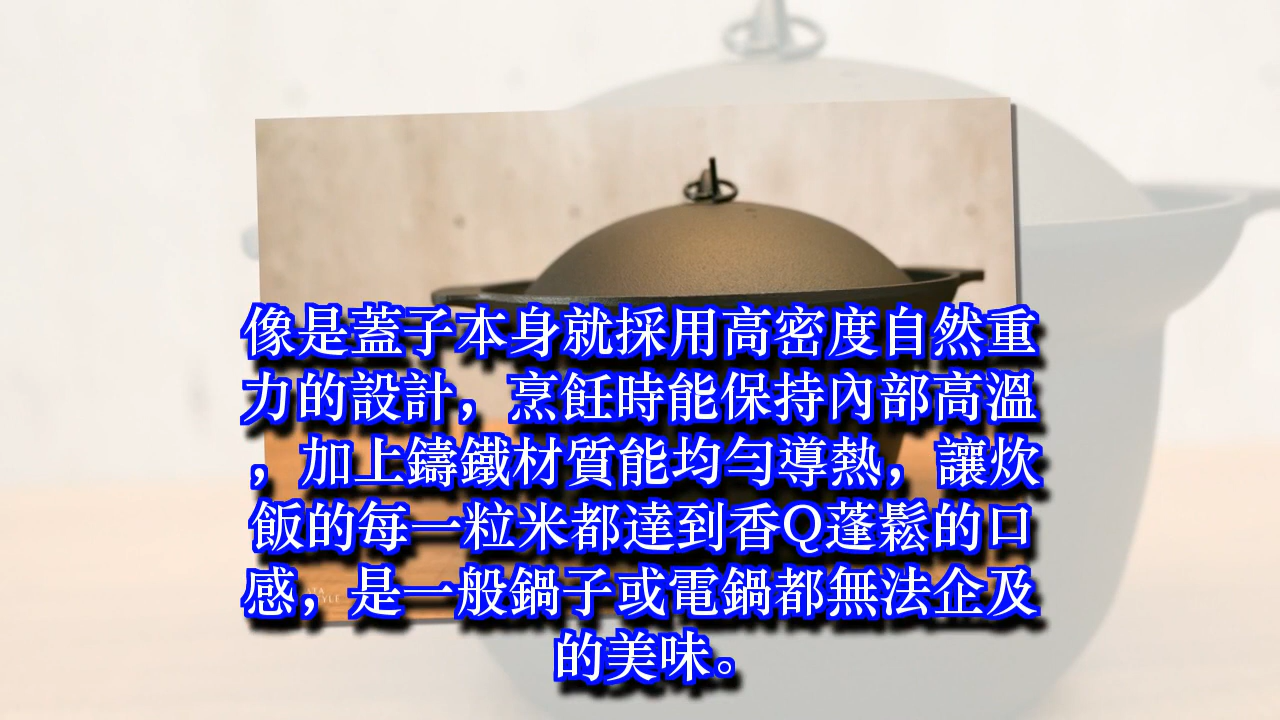 像是蓋子本身就採用高密度自然重
力的設計，烹飪時能保持內部高溫
，加上鑄鐵材質能均勻導熱，讓炊
飯的每一粒米都達到香Q蓬鬆的口
感，是一般鍋子或電鍋都無法企及
的美味。